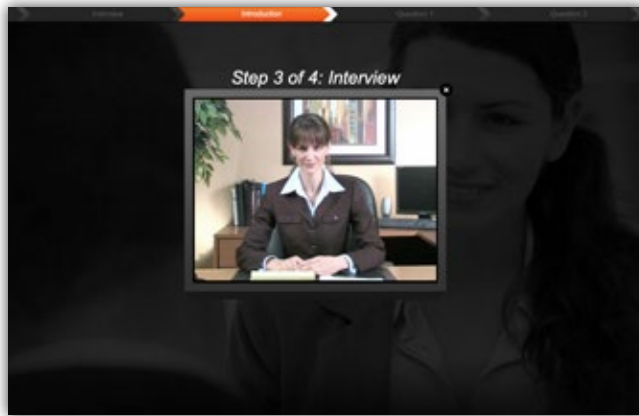 Interview
Introduction
Question 1
Question 2
Step 3 of 4: Interview